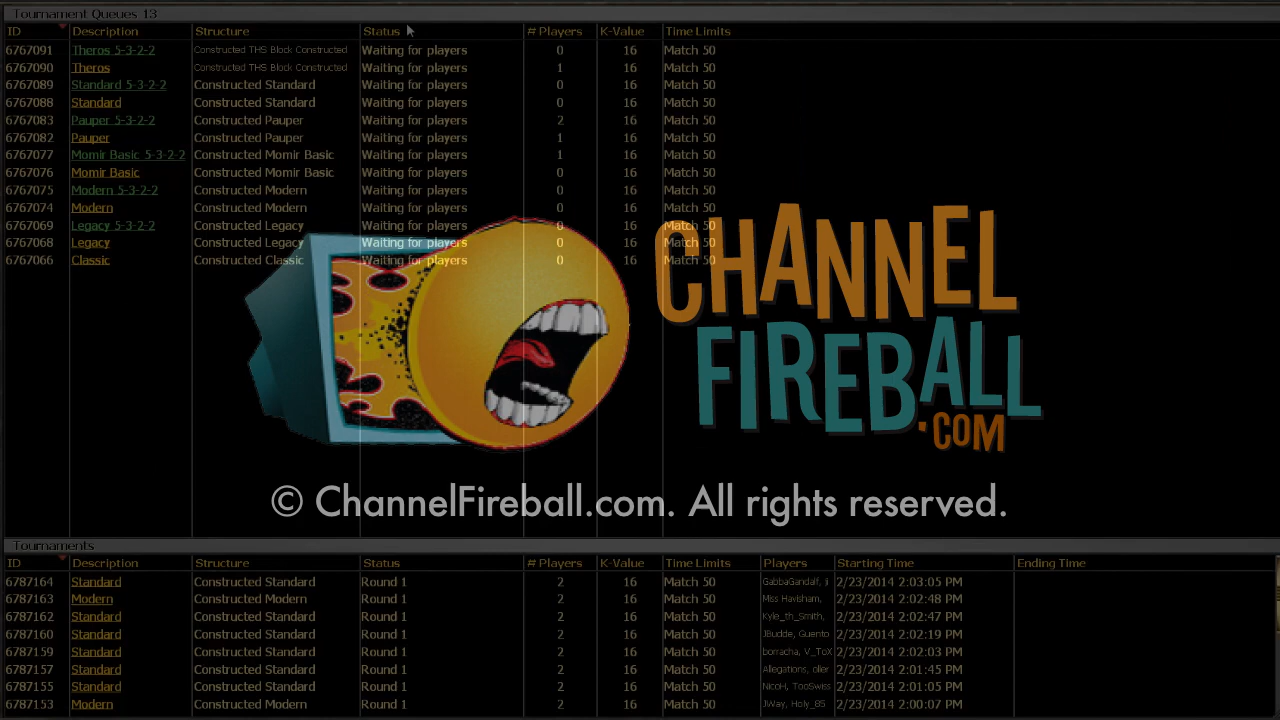 Tournament Queues 13
ID Description Structure Status # Players K-Value Time Limits
6767091 Theros 5-3-2-2 Constructed THS Block Constructed Waiting for players 0 16 Match 50
6767090 Theros Constructed THS Block Constructed Waiting for players 1 16 Match 50
6767089 Standard 5-3-2-2 Constructed Standard Waiting for players 0 16 Match 50
6767088 Standard Constructed Standard Waiting for players 0 16 Match 50
6767083 Pauper 5-3-2-2 Constructed Pauper Waiting for players 2 16 Match 50
6767082 Pauper Constructed Pauper Waiting for players 1 16 Match 50
6767077 Momir Basic 5-3-2-2 Constructed Momir Basic Waiting for players 1 16 Match 50
6767076 Momir Basic Constructed Momir Basic Waiting for players 0 16 Match 50
6767075 Modern 5-3-2-2 Constructed Modern Waiting for players 0 16 Match 50
6767074 Modern Constructed Modern Waiting for players 0 16 Match 50
6767069 Legacy 5-3-2-2 Constructed Legacy Waiting for players 0 16 Match 50
6767068 Legacy Constructed Legacy Waiting for players 0 16 Match 50
6767066 Classic Constructed Classic Waiting for players 0 16 Match 50
CHANNEL
FIREBALL
.COM
© ChannelFireball.com. All rights reserved.
Tournaments
ID Description Structure Status # Players K-Value Time Limits Players Starting Time Ending Time
6787164 Standard Constructed Standard Round 1 2 16 Match 50 GabbaGandalf, 2/23/2014 2:03:05 PM
6787163 Modern Constructed Modern Round 1 2 16 Match 50 Miss Havisham, 2/23/2014 2:02:48 PM
6787162 Standard Constructed Standard Round 1 2 16 Match 50 Kyle_th_Smith, 2/23/2014 2:02:47 PM
6787160 Standard Constructed Standard Round 1 2 16 Match 50 JBudde, Quento 2/23/2014 2:02:19 PM
6787159 Standard Constructed Standard Round 1 2 16 Match 50 borracha, V_ToX 2/23/2014 2:02:03 PM
6787157 Standard Constructed Standard Round 1 2 16 Match 50 Allegations, oller 2/23/2014 2:01:45 PM
6787155 Standard Constructed Standard Round 1 2 16 Match 50 NicoH, TooSwiss 2/23/2014 2:01:05 PM
6787153 Modern Constructed Modern Round 1 2 16 Match 50 JWay, Holy_85 2/23/2014 2:00:07 PM